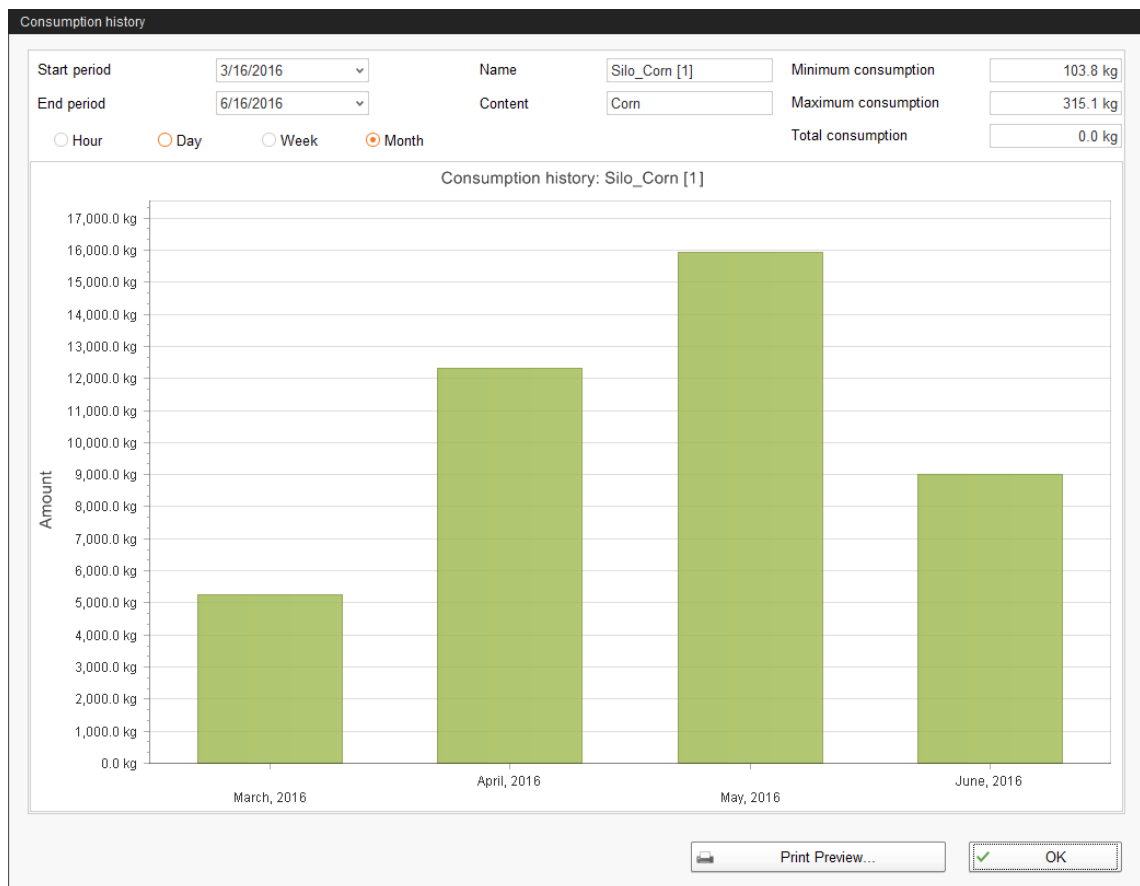 Consumption history
Start period 3/16/2016 Name Silo_Corn [1] Minimum consumption 103.8 kg
End period 6/16/2016 Content Corn Maximum consumption 315.1 kg
Hour Day Week Month Total consumption 0.0 kg
Consumption history: Silo_Corn [1]
17,000.0 kg
16,000.0 kg
15,000.0 kg
14,000.0 kg
13,000.0 kg
12,000.0 kg
11,000.0 kg
10,000.0 kg
9,000.0 kg
8,000.0 kg
7,000.0 kg
6,000.0 kg
5,000.0 kg
4,000.0 kg
3,000.0 kg
2,000.0 kg
1,000.0 kg
0.0 kg
Amount
March, 2016 April, 2016 May, 2016 June, 2016
Print Preview... OK